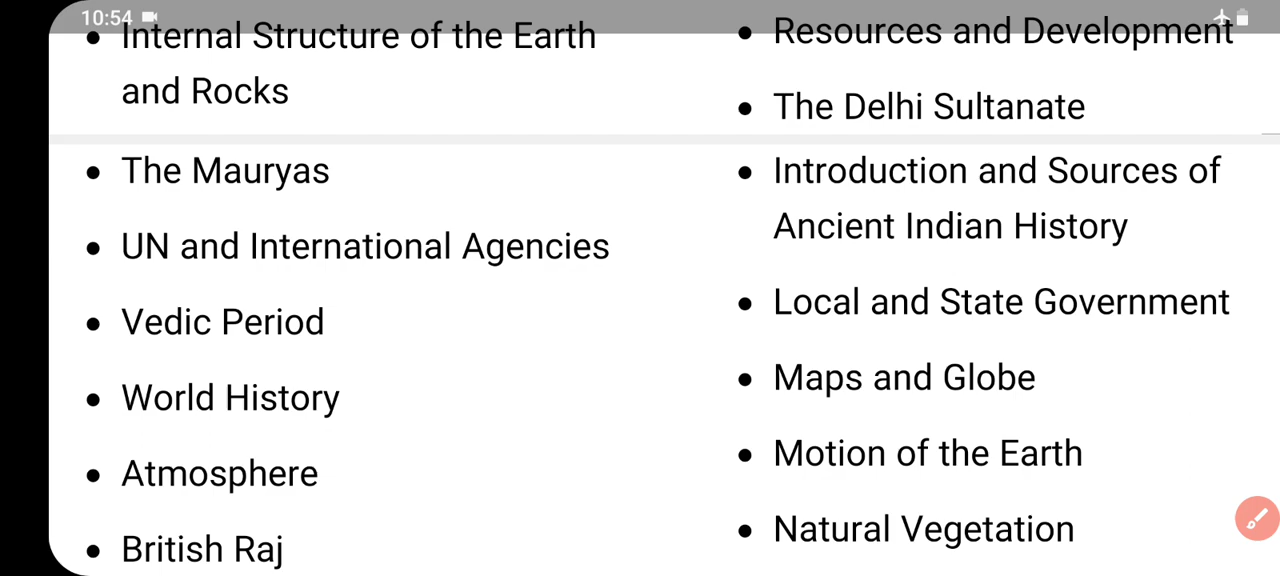 10:54
Internal Structure of the Earth
and Rocks
• The Mauryas
• UN and International Agencies
• Vedic Period
• World History
• Atmosphere
• British Raj
• Resources and Development
• The Delhi Sultanate
• Introduction and Sources of
Ancient Indian History
• Local and State Government
• Maps and Globe
• Motion of the Earth
• Natural Vegetation